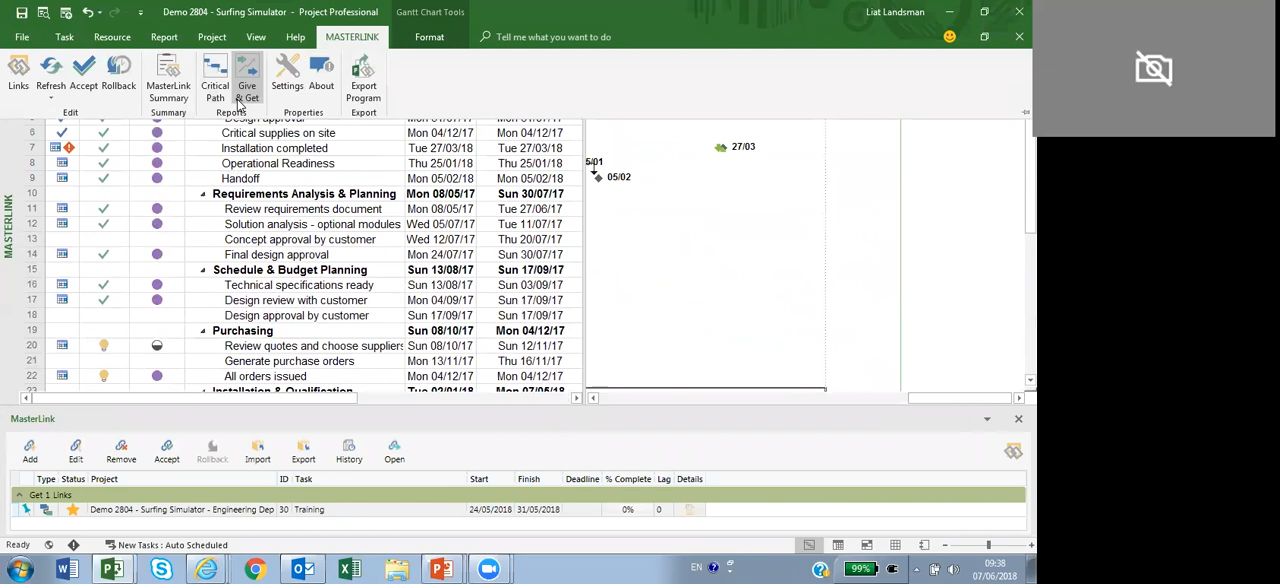 Demo 2804 - Surfing Simulator - Project Professional Gantt Chart Tools Liat Landsman
File Task Resource Report Project View Help MASTERLINK Format Tell me what you want to do
Links Refresh Accept Rollback MasterLink Summary Critical Path Give & Get Settings About Export Program
Edit Summary Reports Properties Export
6 Critical supplies on site Mon 04/12/17 Mon 04/12/17
7 Installation completed Tue 27/03/18 Tue 27/03/18 27/03
8 Operational Readiness Thu 25/01/18 Thu 25/01/18 5/01
9 Handoff Mon 05/02/18 Mon 05/02/18 05/02
10 Requirements Analysis & Planning Mon 08/05/17 Sun 30/07/17
11 Review requirements document Mon 08/05/17 Tue 27/06/17
12 Solution analysis - optional modules Wed 05/07/17 Tue 11/07/17
13 Concept approval by customer Wed 12/07/17 Thu 20/07/17
14 Final design approval Mon 24/07/17 Sun 30/07/17
15 Schedule & Budget Planning Sun 13/08/17 Sun 17/09/17
16 Technical specifications ready Sun 13/08/17 Sun 03/09/17
17 Design review with customer Mon 04/09/17 Sun 17/09/17
18 Design approval by customer Sun 17/09/17 Sun 17/09/17
19 Purchasing Sun 08/10/17 Mon 04/12/17
20 Review quotes and choose suppliers Sun 08/10/17 Sun 12/11/17
21 Generate purchase orders Mon 13/11/17 Thu 16/11/17
22 All orders issued Mon 04/12/17 Mon 04/12/17
23 Installation & Qualification Tue 02/01/18 Mon 07/05/18
MASTERLINK
MasterLink
Add Edit Remove Accept Rollback Import Export History Open
Type Status Project ID Task Start Finish Deadline % Complete Lag Details
Get 1 Links
Demo 2804 - Surfing Simulator - Engineering Dep 30 Training 24/05/2018 31/05/2018 0% 0
Ready New Tasks : Auto Scheduled
EN 99% 09:38
07/06/2018